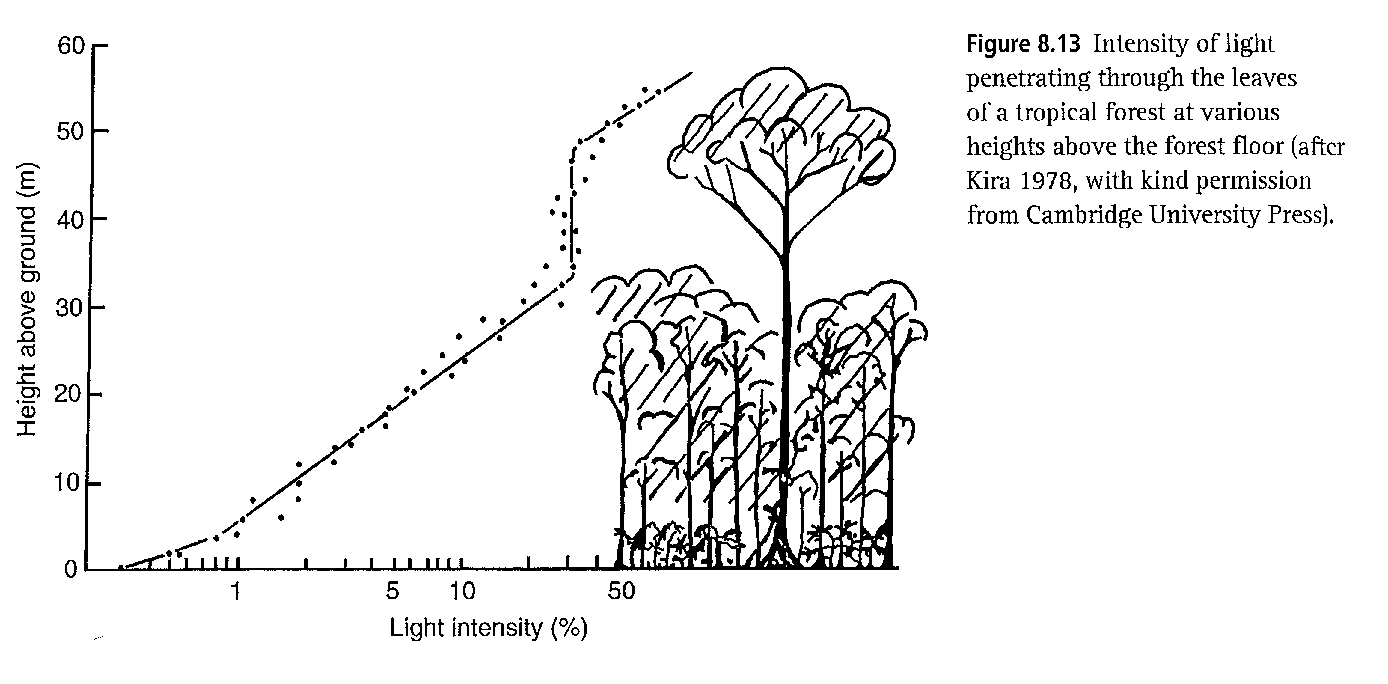 60
50
40
30
20
10
0
Height above ground (m)
1 5 10 50
Light intensity (%)
Figure 8.13 Intensity of light
penetrating through the leaves
of a tropical forest at various
heights above the forest floor (after
Kira 1978, with kind permission
from Cambridge University Press).